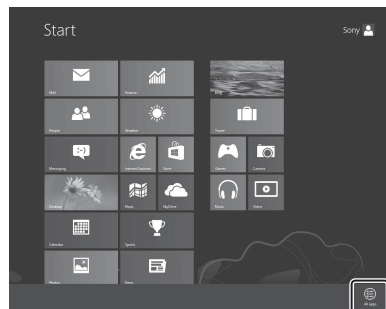 Start
Sony
Mail
Finance
Bing
People
Weather
Travel
Messaging
Internet Explorer
Store
Games
Camera
Desktop
Maps
SkyDrive
Music
Video
Calendar
Sports
Photos
News
All apps